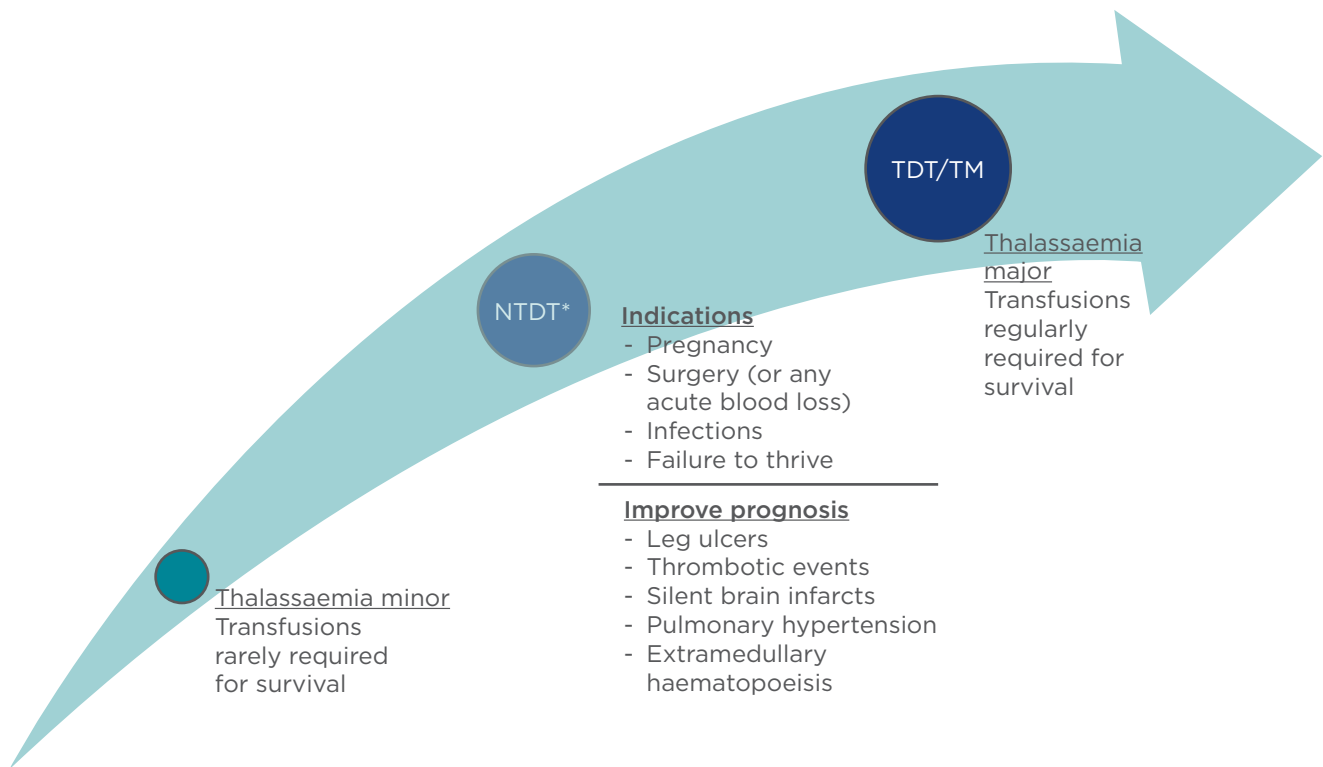 TDT/TM
Thalassaemia
major
Transfusions
regularly
required for
survival
NTDT*
Indications
- Pregnancy
- Surgery (or any
acute blood loss)
- Infections
- Failure to thrive
Improve prognosis
- Leg ulcers
- Thrombotic events
- Silent brain infarcts
- Pulmonary hypertension
- Extramedullary
haematopoeisis
Thalassaemia minor
Transfusions
rarely required
for survival